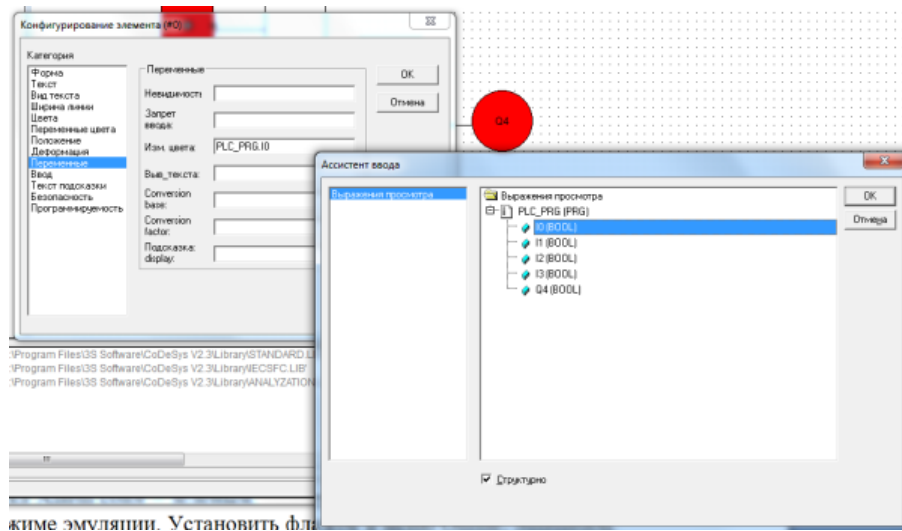 Конфигурирование элемента (#0)
Категория
Форма
Текст
Вид текста
Ширина линии
Цвета
Переменные цвета
Положение
Деформация
Переменные
Ввод
Текст подсказки
Безопасность
Программируемость
Переменные
Невидимость
Запрет ввода:
Изм. цвета: PLC_PRG.I0
Выв_текста:
Conversion base:
Conversion factor:
Подсказка: display:
OK
Отмена
Q4
Ассистент ввода
Выражения просмотра
Выражения просмотра
PLC_PRG (PRG)
I0 (BOOL)
I1 (BOOL)
I2 (BOOL)
I3 (BOOL)
Q4 (BOOL)
OK
Отмена
Структурно
:\Program Files\3S Software\CoDeSys V2.3\Library\STANDARD.L
:\Program Files\3S Software\CoDeSys V2.3\Library\IECSFC.LIB'
:\Program Files\3S Software\CoDeSys V2.3\Library\ANALYZATION
жиме эмуляции. Установить фла